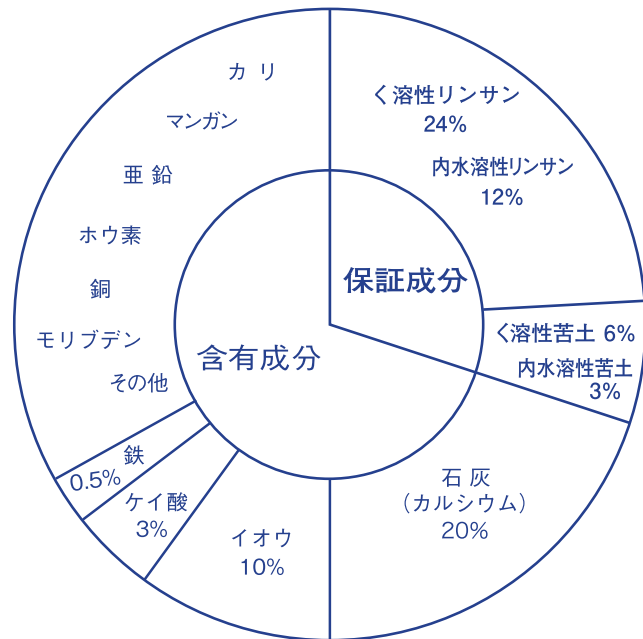 く溶性リンサン
24%
内水溶性リンサン
12%
保証成分
く溶性苦土 6%
内水溶性苦土
3%
石灰
（カルシウム）
20%
イオウ
10%
ケイ酸
3%
鉄
0.5%
含有成分
カリ
マンガン
亜鉛
ホウ素
銅
モリブデン
その他